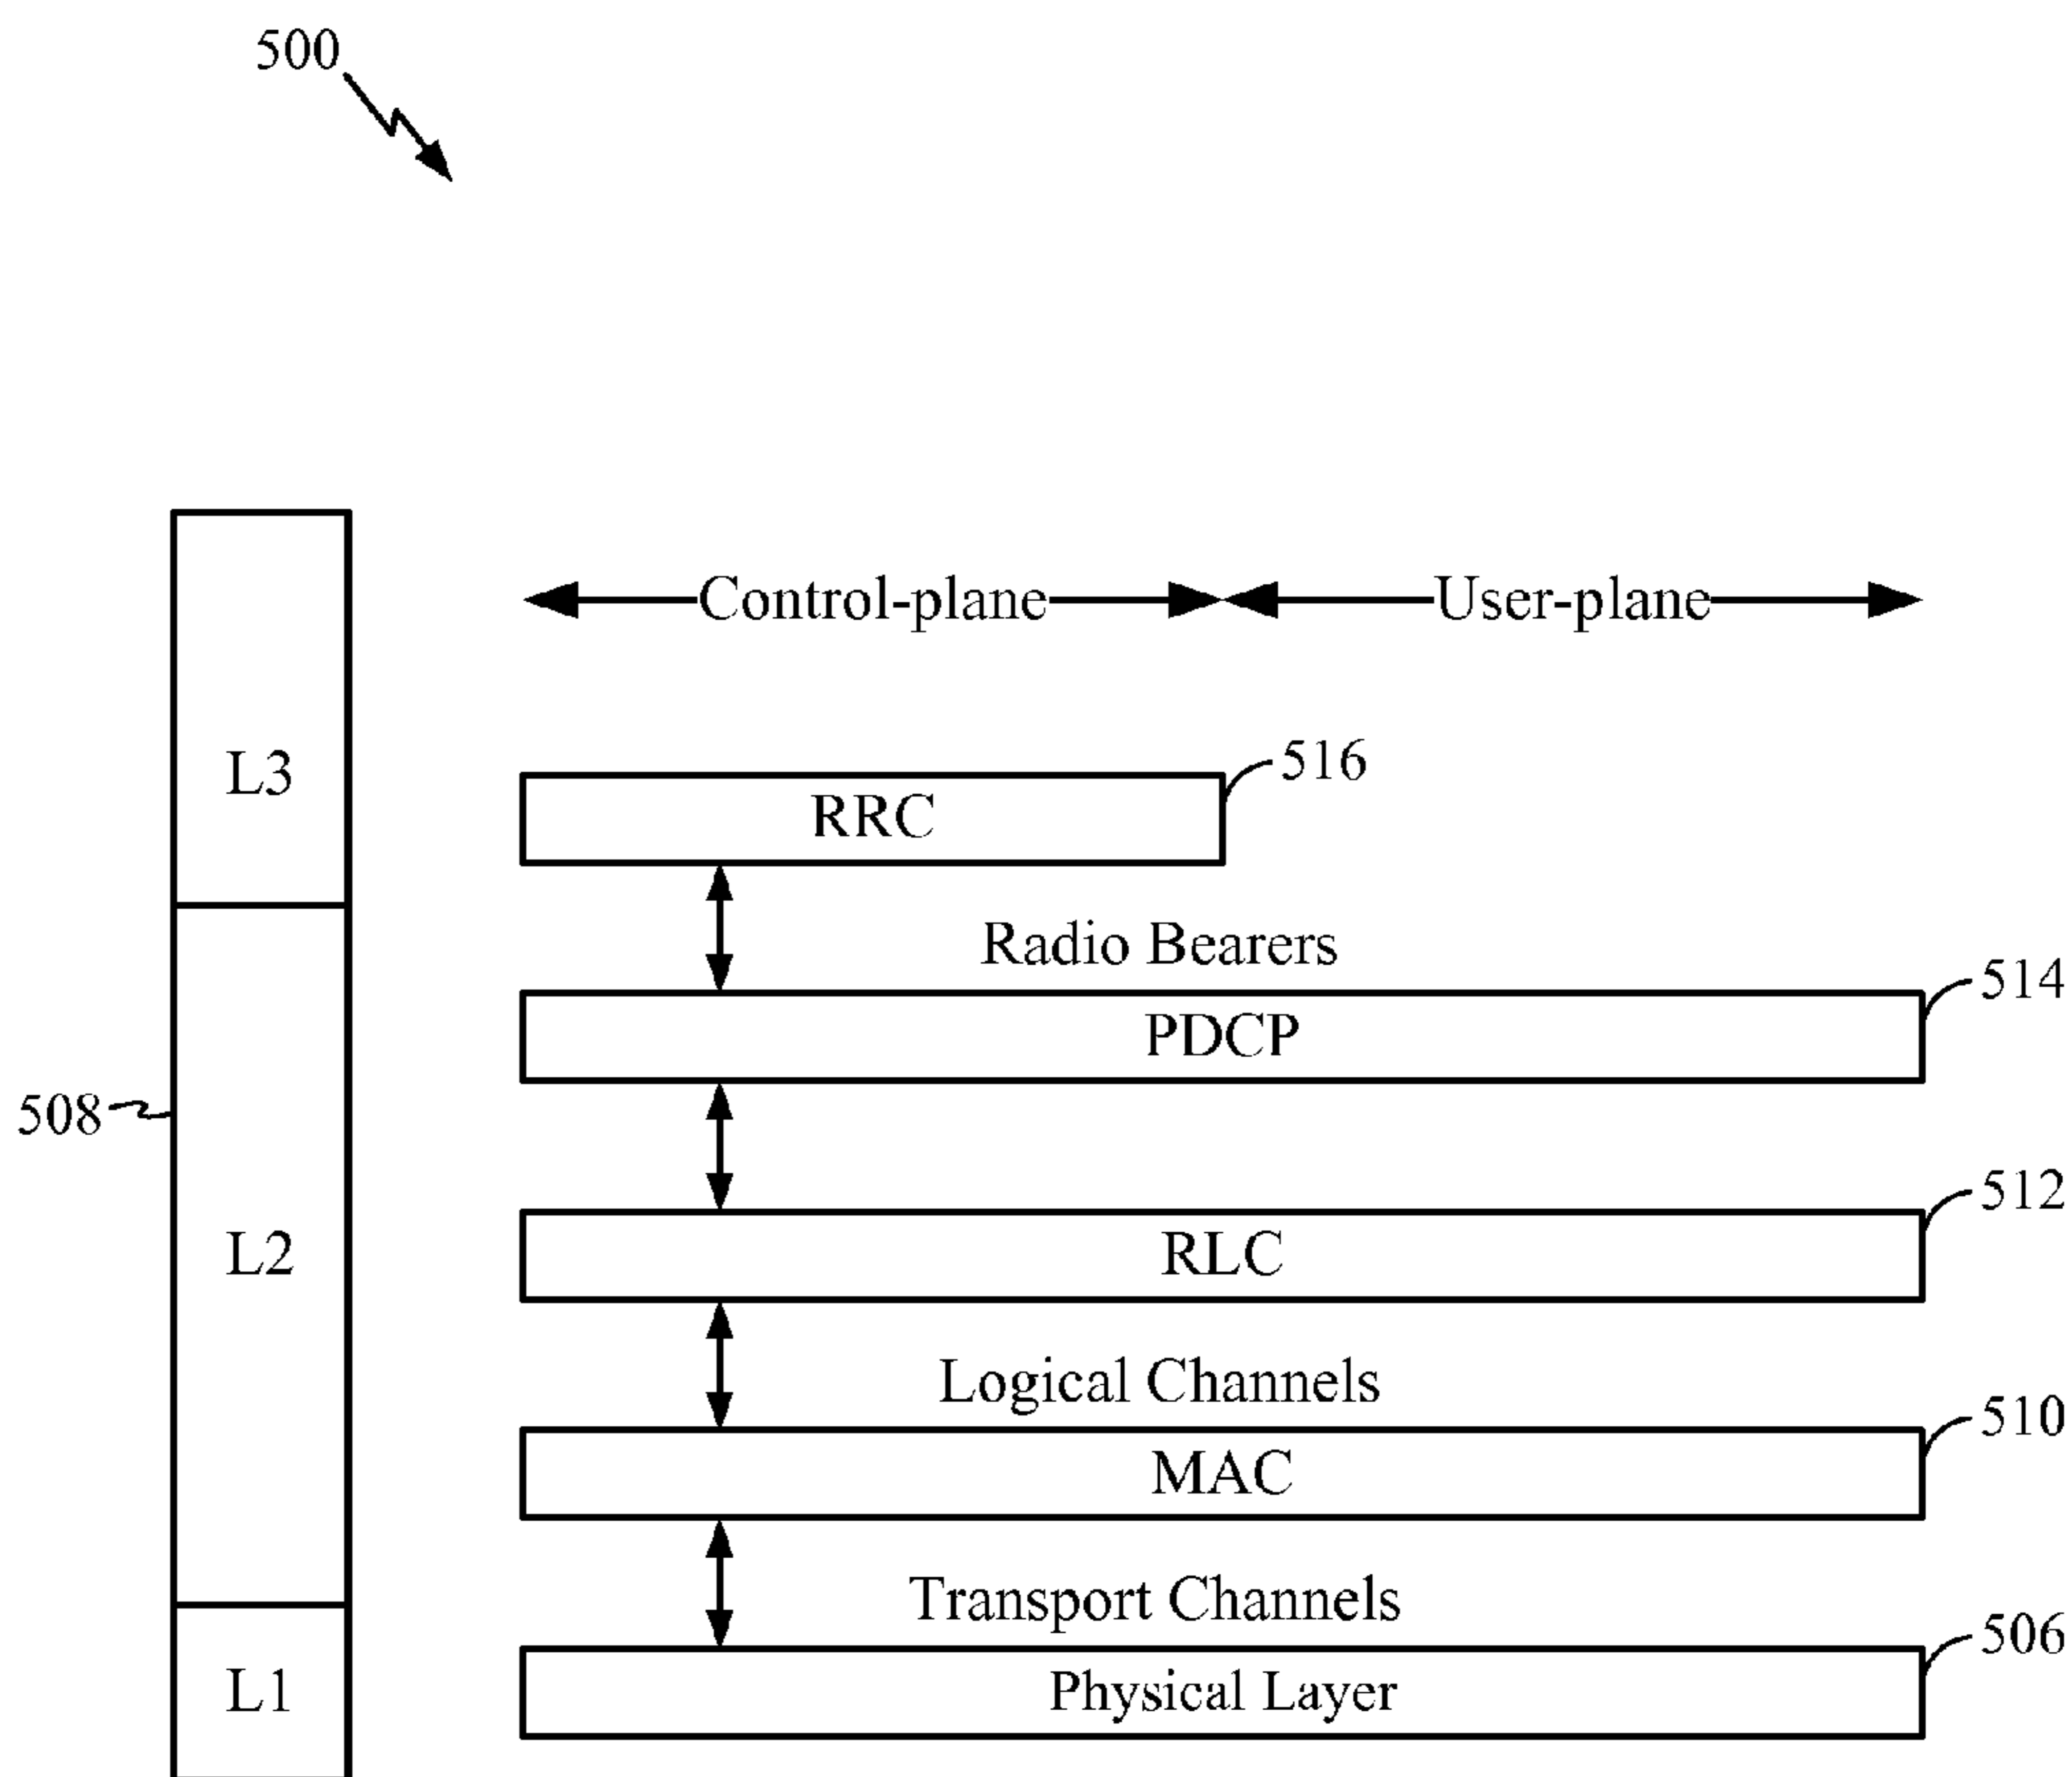 500
Control-plane User-plane
L3
516
RRC
Radio Bearers
514
PDCP
508
512
L2
RLC
Logical Channels
510
MAC
Transport Channels
506
L1
Physical Layer